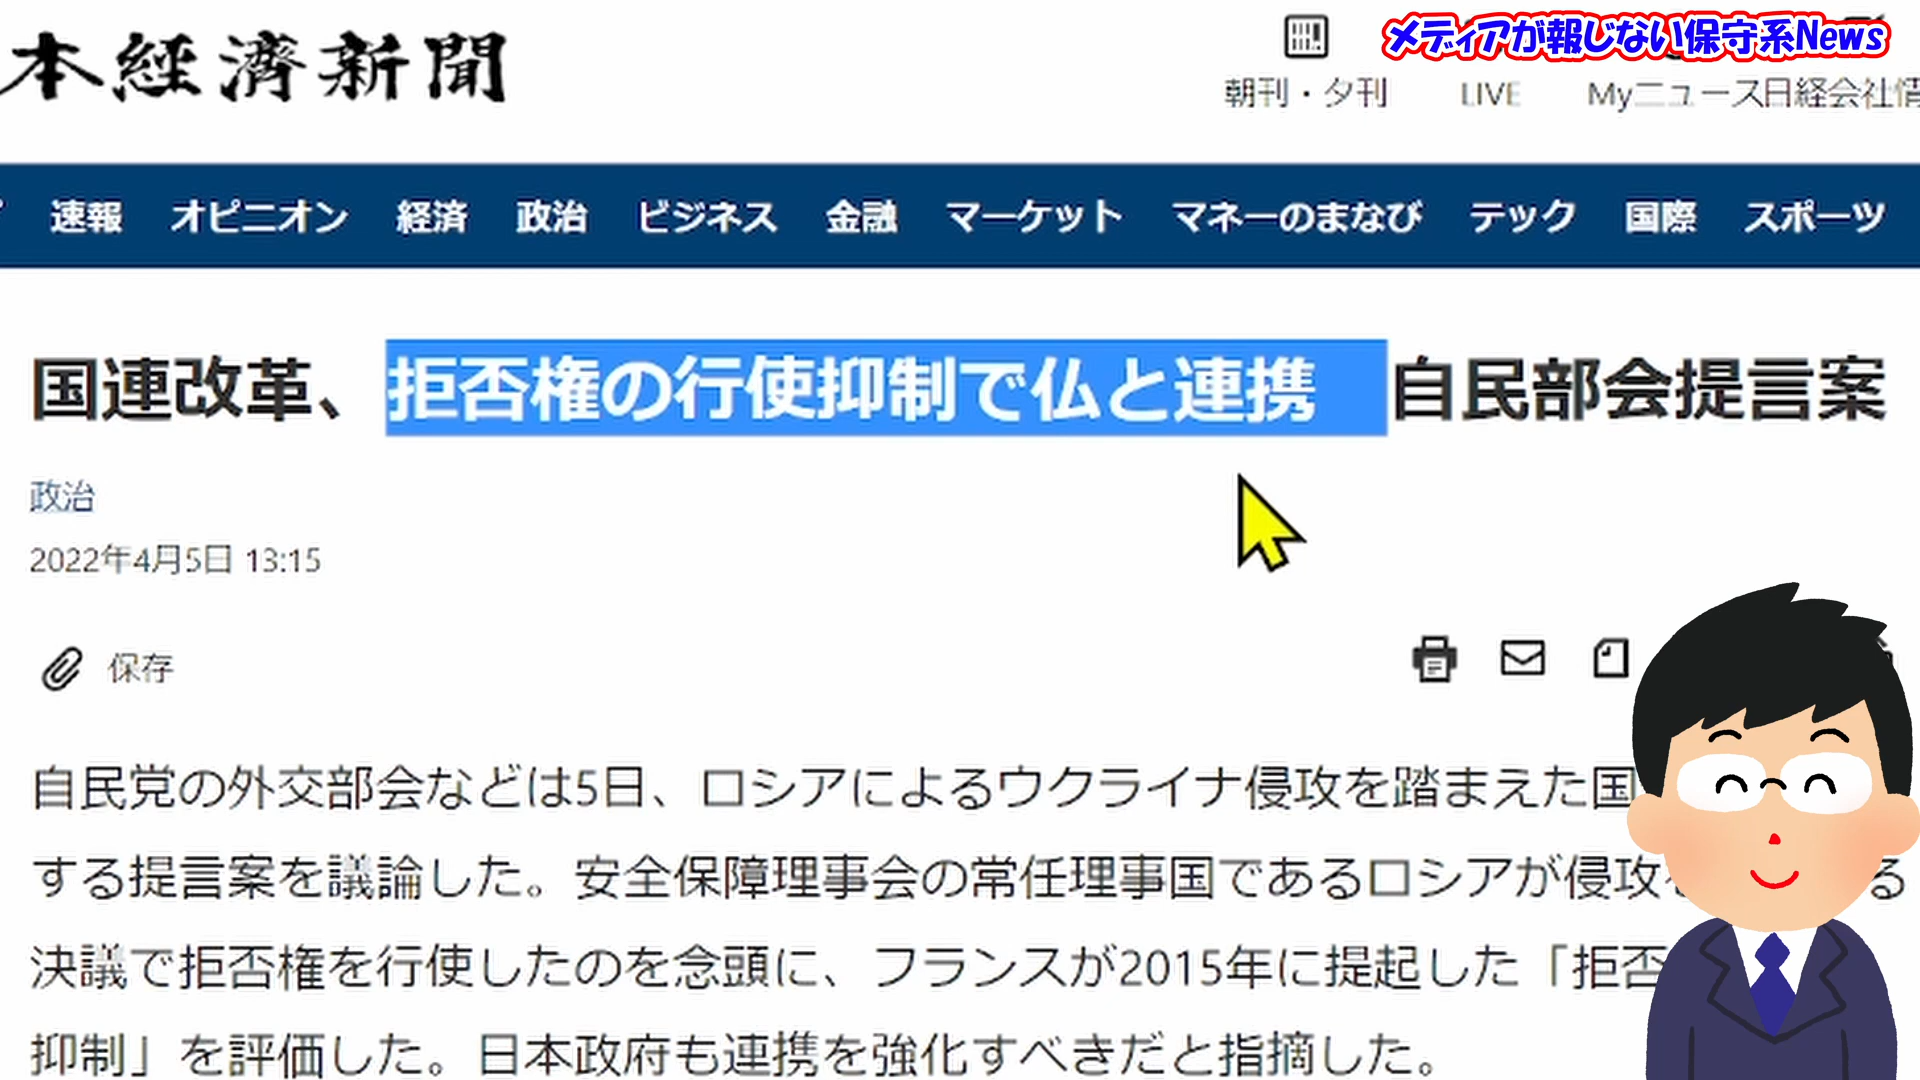 本経済新聞
メディアが報じない保守系News
朝刊・夕刊 LIVE Myニュース 日経会社情
速報 オピニオン 経済 政治 ビジネス 金融 マーケット マネーのまなび テック 国際 スポーツ
国連改革、拒否権の行使抑制で仏と連携　自民部会提言案
政治
2022年4月5日 13:15
保存
自民党の外交部会などは5日、ロシアによるウクライナ侵攻を踏まえた国
する提言案を議論した。安全保障理事会の常任理事国であるロシアが侵攻 る
決議で拒否権を行使したのを念頭に、フランスが2015年に提起した「拒否
抑制」を評価した。日本政府も連携を強化すべきだと指摘した。